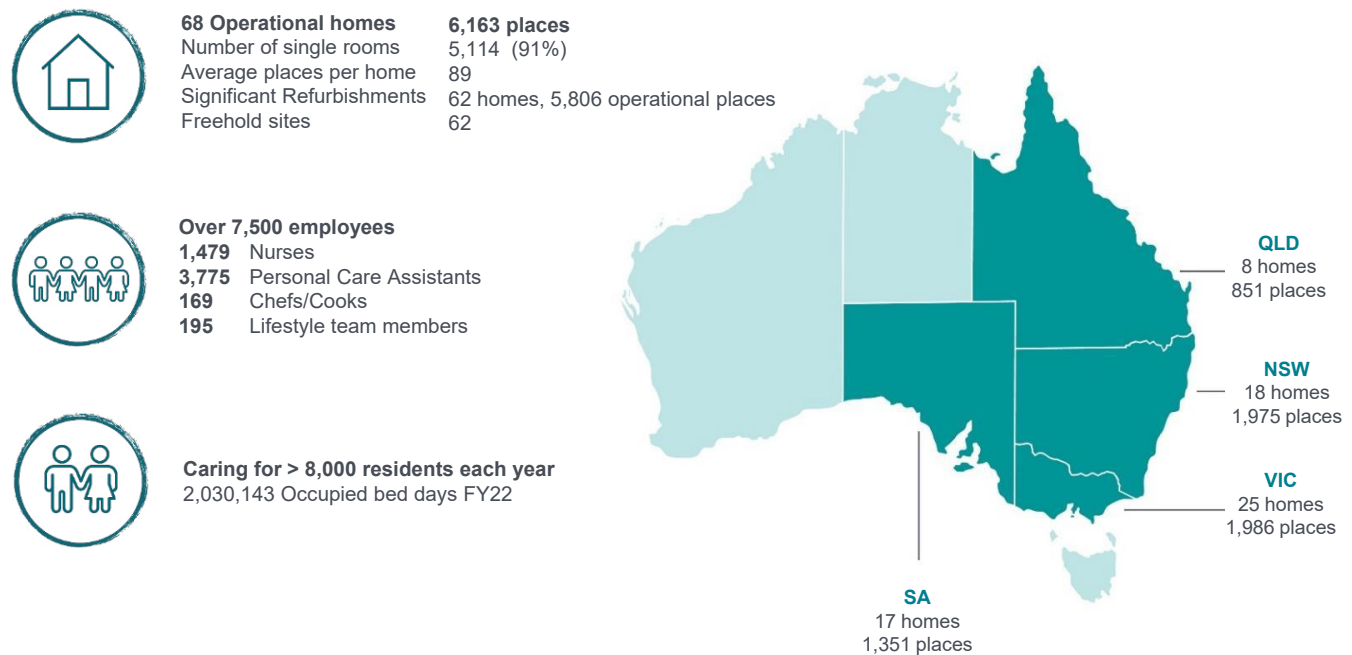 68 Operational homes 6,163 places
Number of single rooms 5,114 (91%)
Average places per home 89
Significant Refurbishments 62 homes, 5,806 operational places
Freehold sites 62
Over 7,500 employees
1,479 Nurses
3,775 Personal Care Assistants
169 Chefs/Cooks
195 Lifestyle team members
Caring for > 8,000 residents each year
2,030,143 Occupied bed days FY22
QLD
8 homes
851 places
NSW
18 homes
1,975 places
VIC
25 homes
1,986 places
SA
17 homes
1,351 places